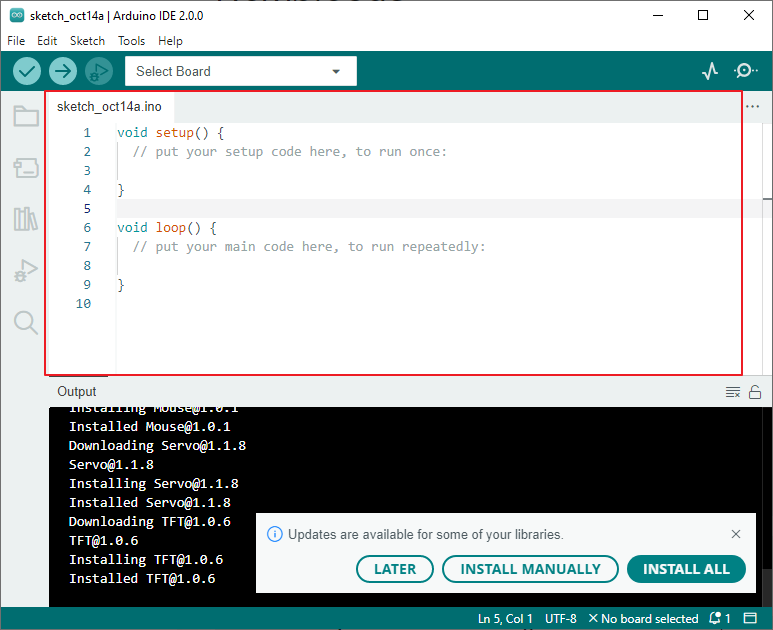 sketch_oct14a | Arduino IDE 2.0.0
File Edit Sketch Tools Help
Select Board
sketch_oct14a.ino
1 void setup() {
2 // put your setup code here, to run once:
3
4 }
5
6 void loop() {
7 // put your main code here, to run repeatedly:
8
9 }
10
Output
Installing Mouse@1.0.1
Installed Mouse@1.0.1
Downloading Servo@1.1.8
Servo@1.1.8
Installing Servo@1.1.8
Installed Servo@1.1.8
Downloading TFT@1.0.6
TFT@1.0.6
Installing TFT@1.0.6
Installed TFT@1.0.6
Updates are available for some of your libraries.
LATER INSTALL MANUALLY INSTALL ALL
Ln 5, Col 1 UTF-8 No board selected 1